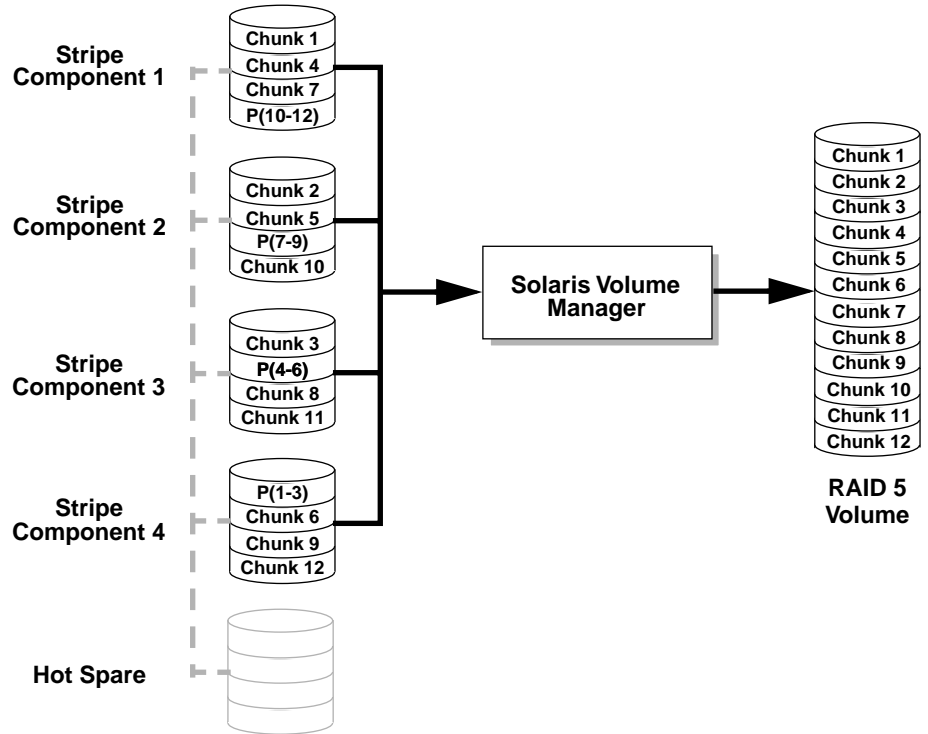 Stripe
Component 1
Chunk 1
Chunk 4
Chunk 7
P(10-12)
Stripe
Component 2
Chunk 2
Chunk 5
P(7-9)
Chunk 10
Stripe
Component 3
Chunk 3
P(4-6)
Chunk 8
Chunk 11
Stripe
Component 4
P(1-3)
Chunk 6
Chunk 9
Chunk 12
Hot Spare
Solaris Volume
Manager
Chunk 1
Chunk 2
Chunk 3
Chunk 4
Chunk 5
Chunk 6
Chunk 7
Chunk 8
Chunk 9
Chunk 10
Chunk 11
Chunk 12
RAID 5
Volume